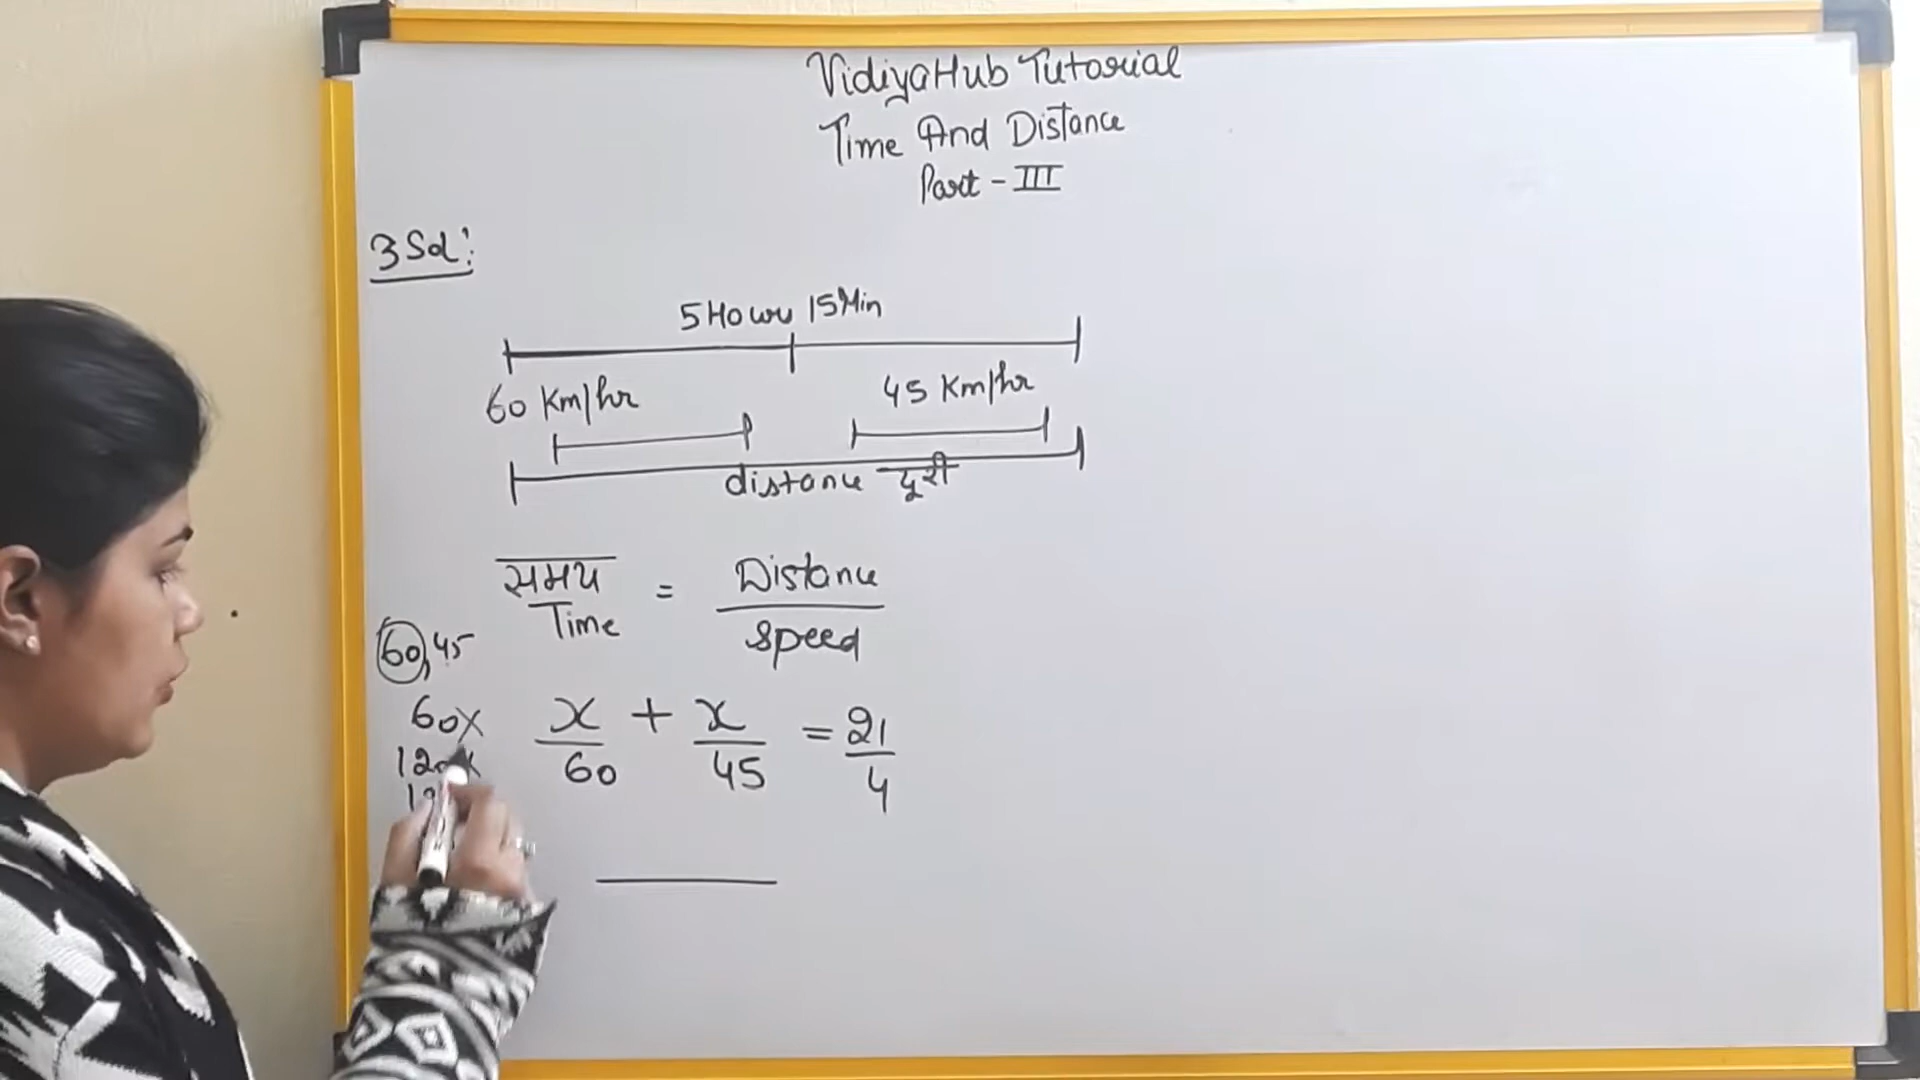 VidiyaHub Tutorial
Time And Distance
Part - III
3 Sol:
5 Hour 15 Min
60 Km/hr
45 Km/hr
distance दूरी
समय
Time
=
Distance
Speed
60, 45
60x
x/60 + x/45 = 21/4